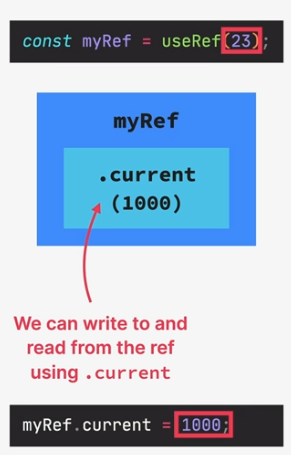 const myRef = useRef(23);
myRef
.current
(1000)
We can write to and
read from the ref
using .current
myRef.current = 1000;